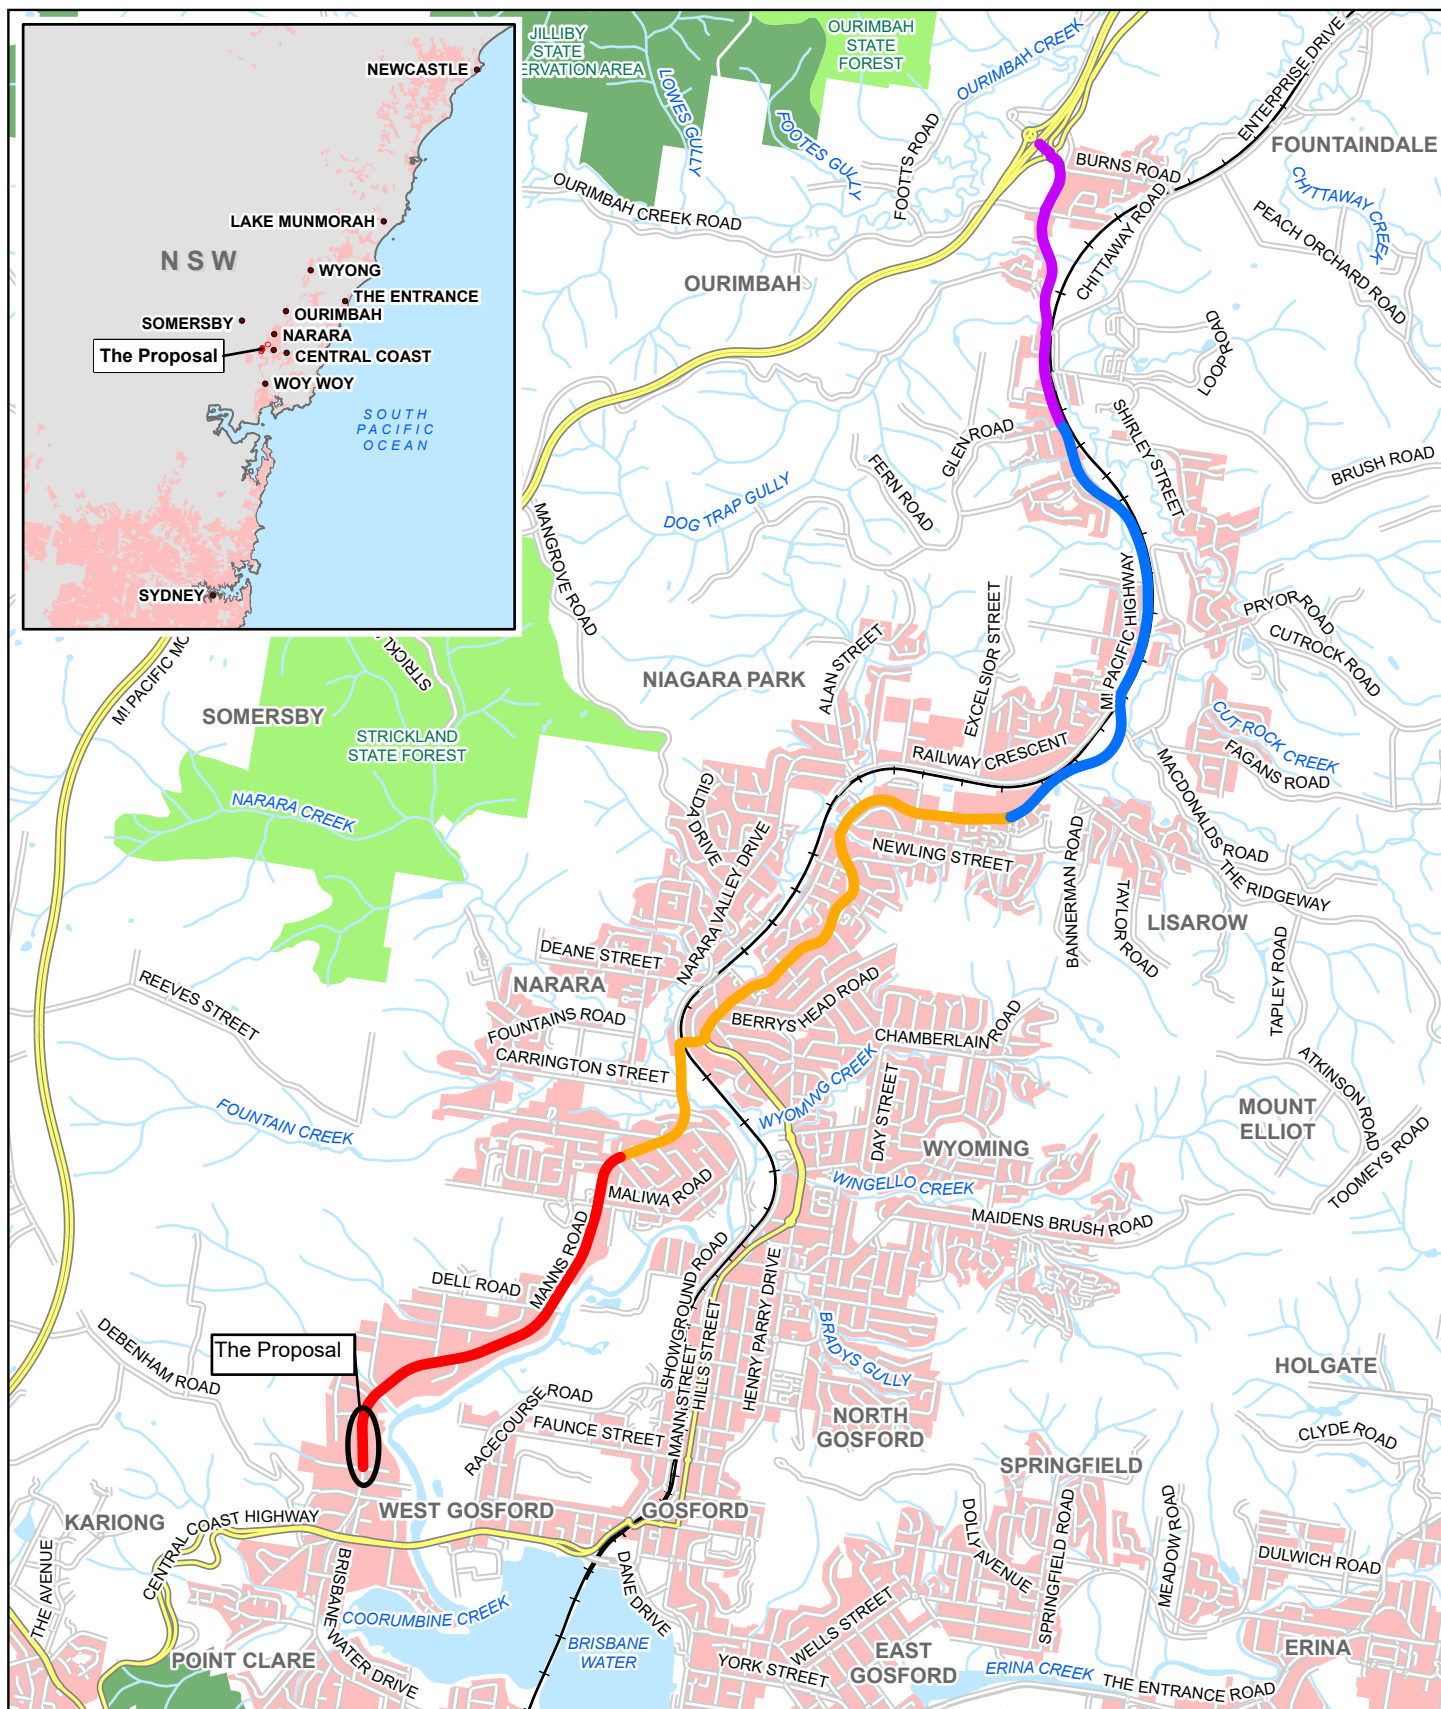 NEWCASTLE
LAKE MUNMORAH
NSW
WYONG
THE ENTRANCE
OURIMBAH
SOMERSBY
NARARA
The Proposal
CENTRAL COAST
WOY WOY
SOUTH
PACIFIC
OCEAN
SYDNEY
JILLIBY
STATE
ERVATION AREA
OURIMBAH
STATE
FOREST
OURIMBAH CREEK
ENTERPRISE DRIVE
LOWES GULLY
FOOTES GULLY
FOOTTS ROAD
FOUNTAINDALE
BURNS ROAD
CHITTAWAY CREEK
OURIMBAH CREEK ROAD
CHITTAWAY ROAD
PEACH ORCHARD ROAD
OURIMBAH
LOOP ROAD
SHIRLEY STREET
GLEN ROAD
FERN ROAD
BRUSH ROAD
DOG TRAP GULLY
MANGROVE ROAD
M1 PACIFIC HIGHWAY
EXCELSIOR STREET
PRYOR ROAD
CUTROCK ROAD
M1 PACIFIC MO
STRICKL
ALAN STREET
NIAGARA PARK
SOMERSBY
STRICKLAND
STATE FOREST
CUT ROCK CREEK
FAGANS ROAD
RAILWAY CRESCENT
MACDONALDS ROAD
NARARA CREEK
GILDA DRIVE
NARARA VALLEY DRIVE
NEWLING STREET
THE RIDGEWAY
BANNERMAN ROAD
TAYLOR ROAD
LISAROW
DEANE STREET
TAPLEY ROAD
REEVES STREET
NARARA
BERRYS HEAD ROAD
FOUNTAINS ROAD
CHAMBERLAIN ROAD
CARRINGTON STREET
WYOMING CREEK
DAY STREET
ATKINSON ROAD
FOUNTAIN CREEK
MOUNT
ELLIOT
WYOMING
TOOMEYS ROAD
MALIWA ROAD
WINGELLO CREEK
MAIDENS BRUSH ROAD
MANNS ROAD
DELL ROAD
SHOWGROUND ROAD
HENRY PARRY DRIVE
MANN STREET
HILLS STREET
DEBENHAM ROAD
The Proposal
BRADYS GULLY
HOLGATE
RACECOURSE ROAD
FAUNCE STREET
NORTH
GOSFORD
CLYDE ROAD
SPRINGFIELD
WEST GOSFORD
GOSFORD
KARIONG
CENTRAL COAST HIGHWAY
THE AVENUE
BRISBANE WATER DRIVE
DANE DRIVE
DOLLY AVENUE
SPRINGFIELD ROAD
MEADOW ROAD
DULWICH ROAD
COORUMBINE CREEK
WELLS STREET
BRISBANE
WATER
POINT CLARE
YORK STREET
EAST
GOSFORD
ERINA
ERINA CREEK
THE ENTRANCE ROAD